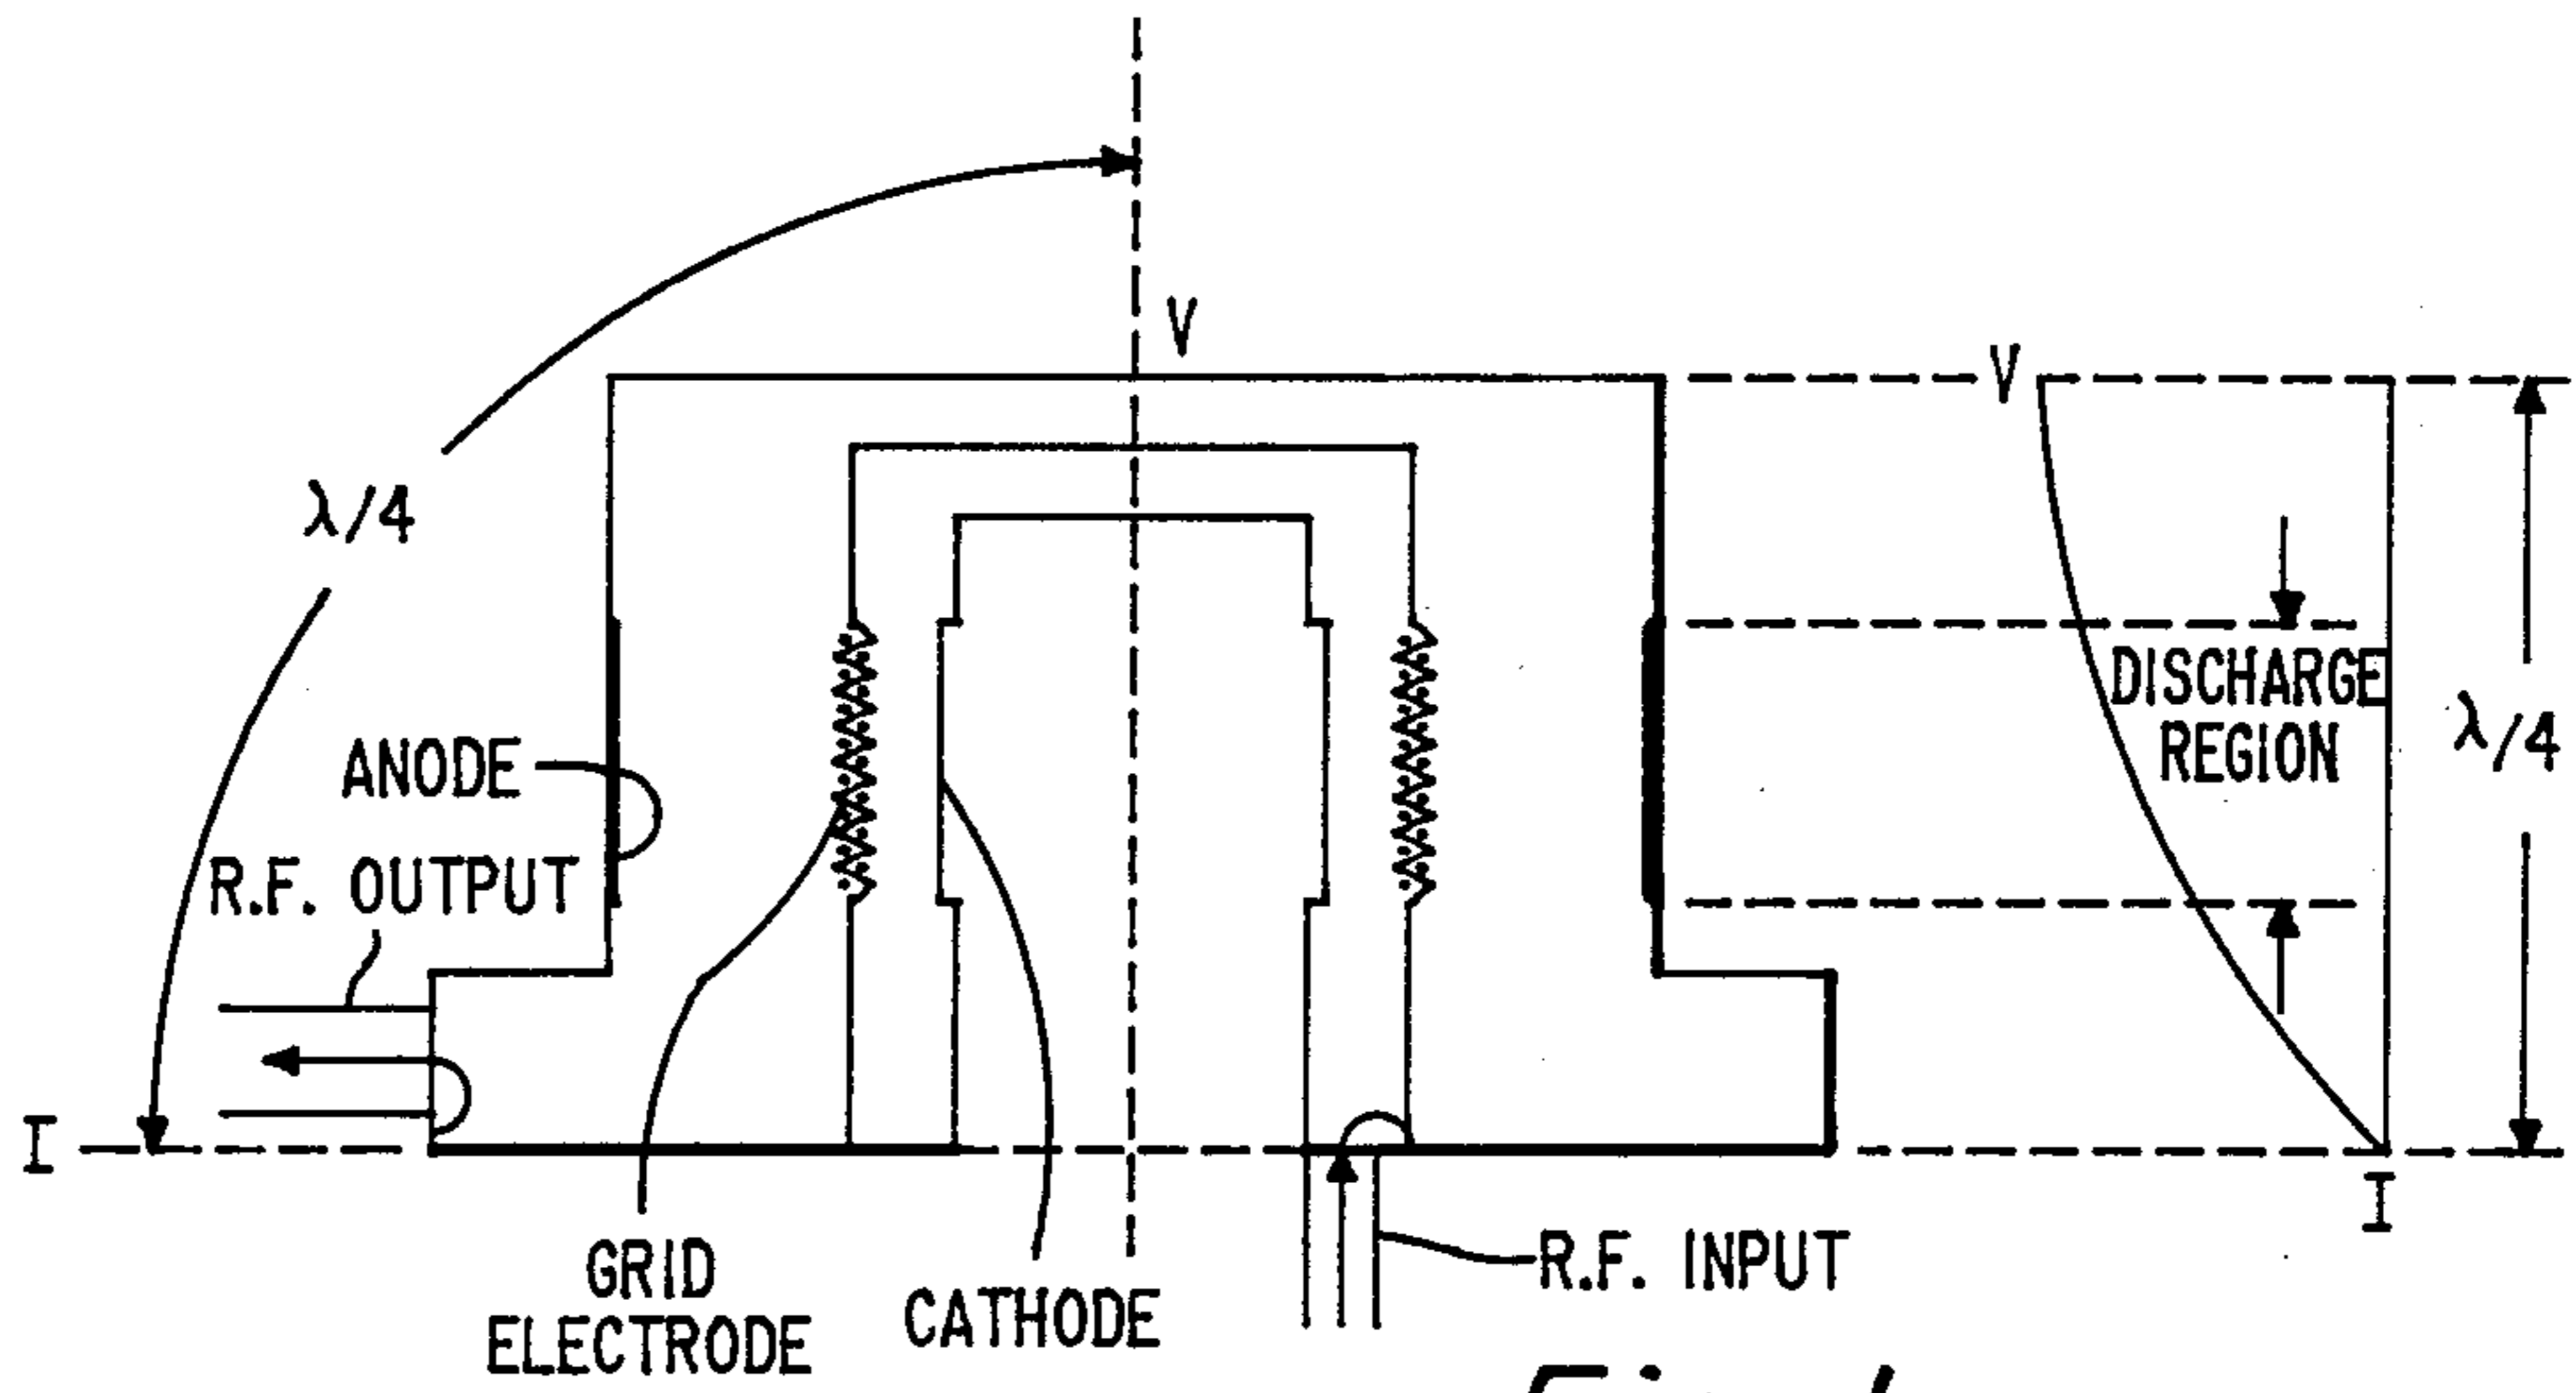 V
V
λ/4
DISCHARGE
REGION
λ/4
ANODE
R.F. OUTPUT
I
I
GRID
ELECTRODE
CATHODE
R.F. INPUT